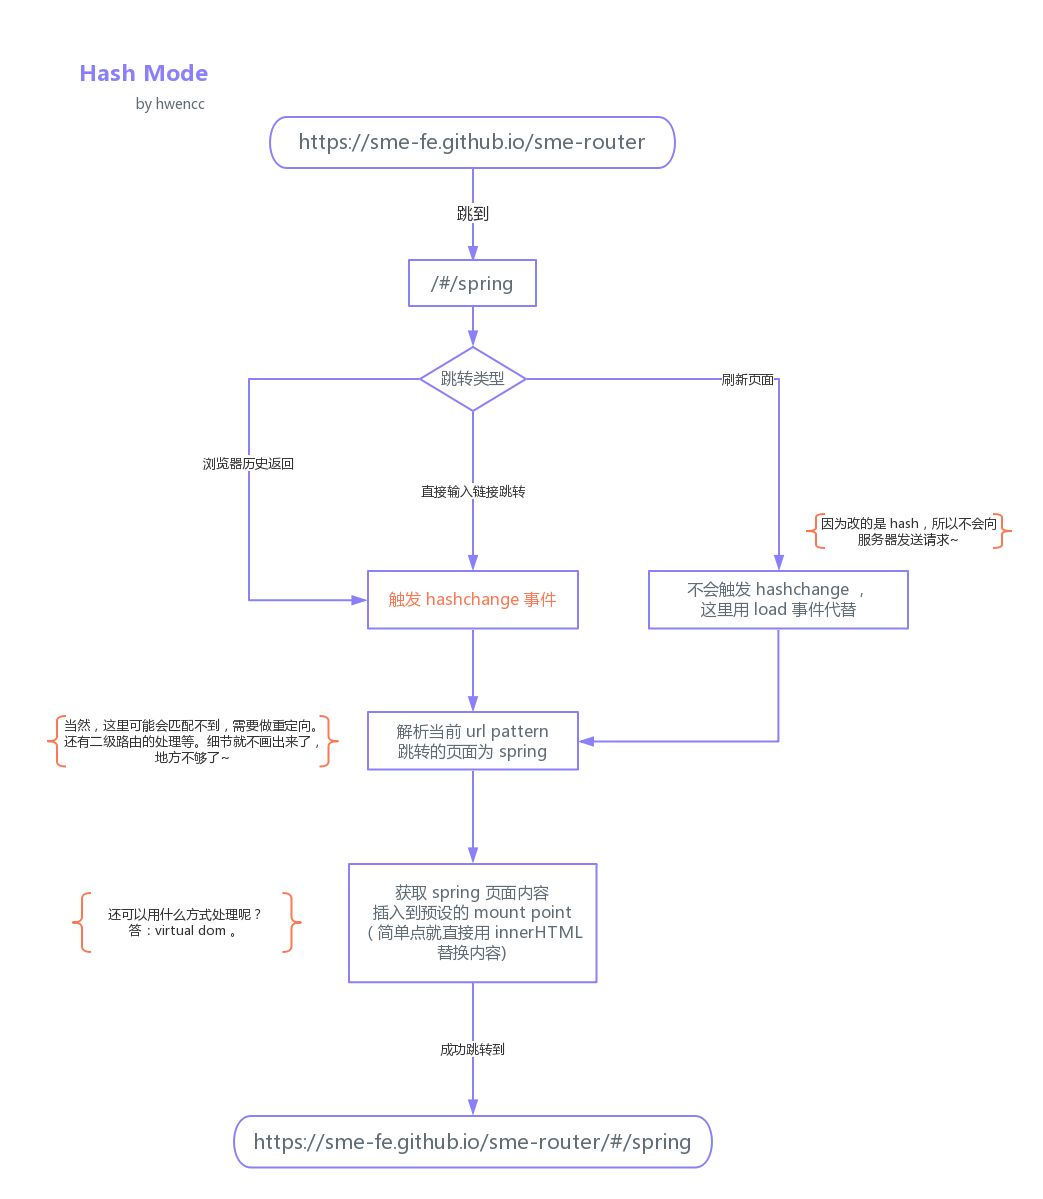 Hash Mode
by hwencc
https://sme-fe.github.io/sme-router
跳到
/#/spring
跳转类型
刷新页面
浏览器历史返回
直接输入链接跳转
因为改的是 hash，所以不会向
服务器发送请求~
触发 hashchange 事件
不会触发 hashchange ，
这里用 load 事件代替
当然，这里可能会匹配不到，需要做重定向。
还有二级路由的处理等。细节就不画出来了，
地方不够了~
解析当前 url pattern
跳转的页面为 spring
还可以用什么方式处理呢？
答：virtual dom 。
获取 spring 页面内容
插入到预设的 mount point
（ 简单点就直接用 innerHTML
替换内容)
成功跳转到
https://sme-fe.github.io/sme-router/#/spring